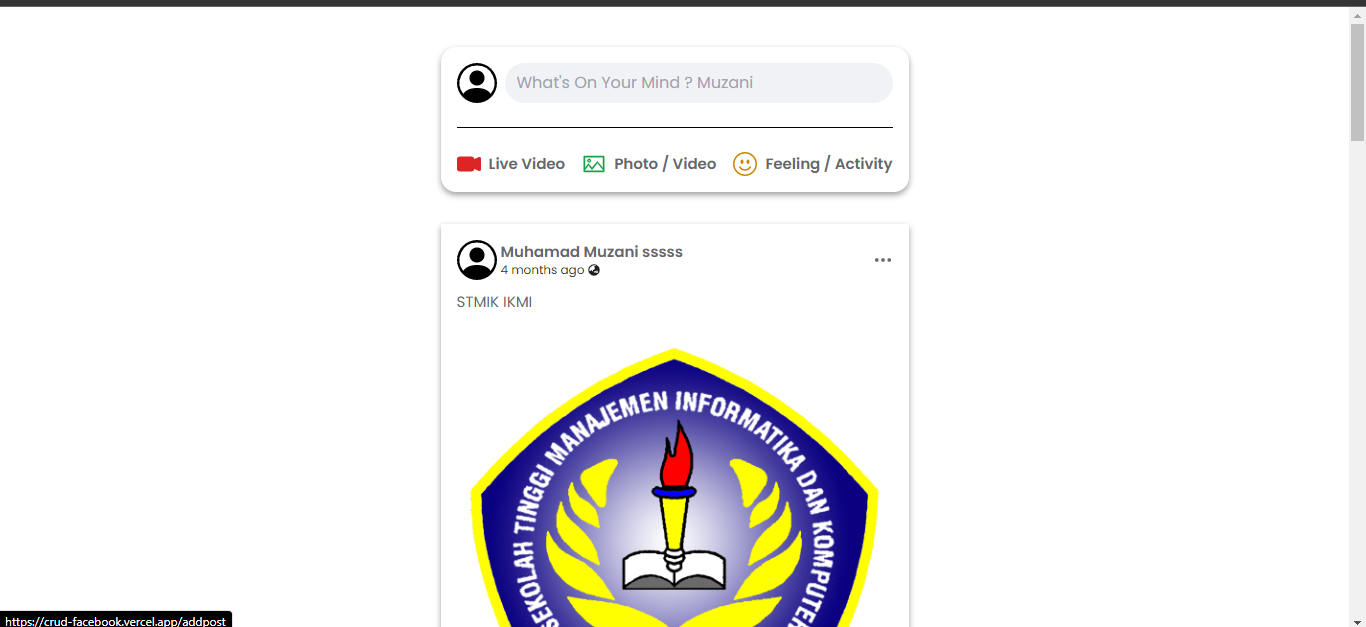 What's On Your Mind ? Muzani
Live Video
Photo / Video
Feeling / Activity
Muhamad Muzani sssss
4 months ago
STMIK IKMI
SEKOLAH TINGGI MANAJEMEN INFORMATIKA DAN KOMPUTER
https://crud-facebook.vercel.app/addpost